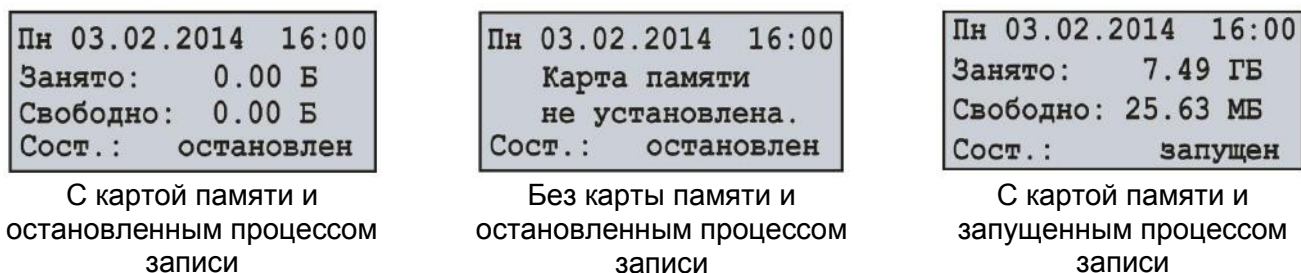 Пн 03.02.2014 16:00
Занято: 0.00 Б
Свободно: 0.00 Б
Сост.: остановлен
С картой памяти и
остановленным процессом
записи
Пн 03.02.2014 16:00
Карта памяти
не установлена.
Сост.: остановлен
Без карты памяти и
остановленным процессом
записи
Пн 03.02.2014 16:00
Занято: 7.49 ГБ
Свободно: 25.63 МБ
Сост.: запущен
С картой памяти и
запущенным процессом
записи